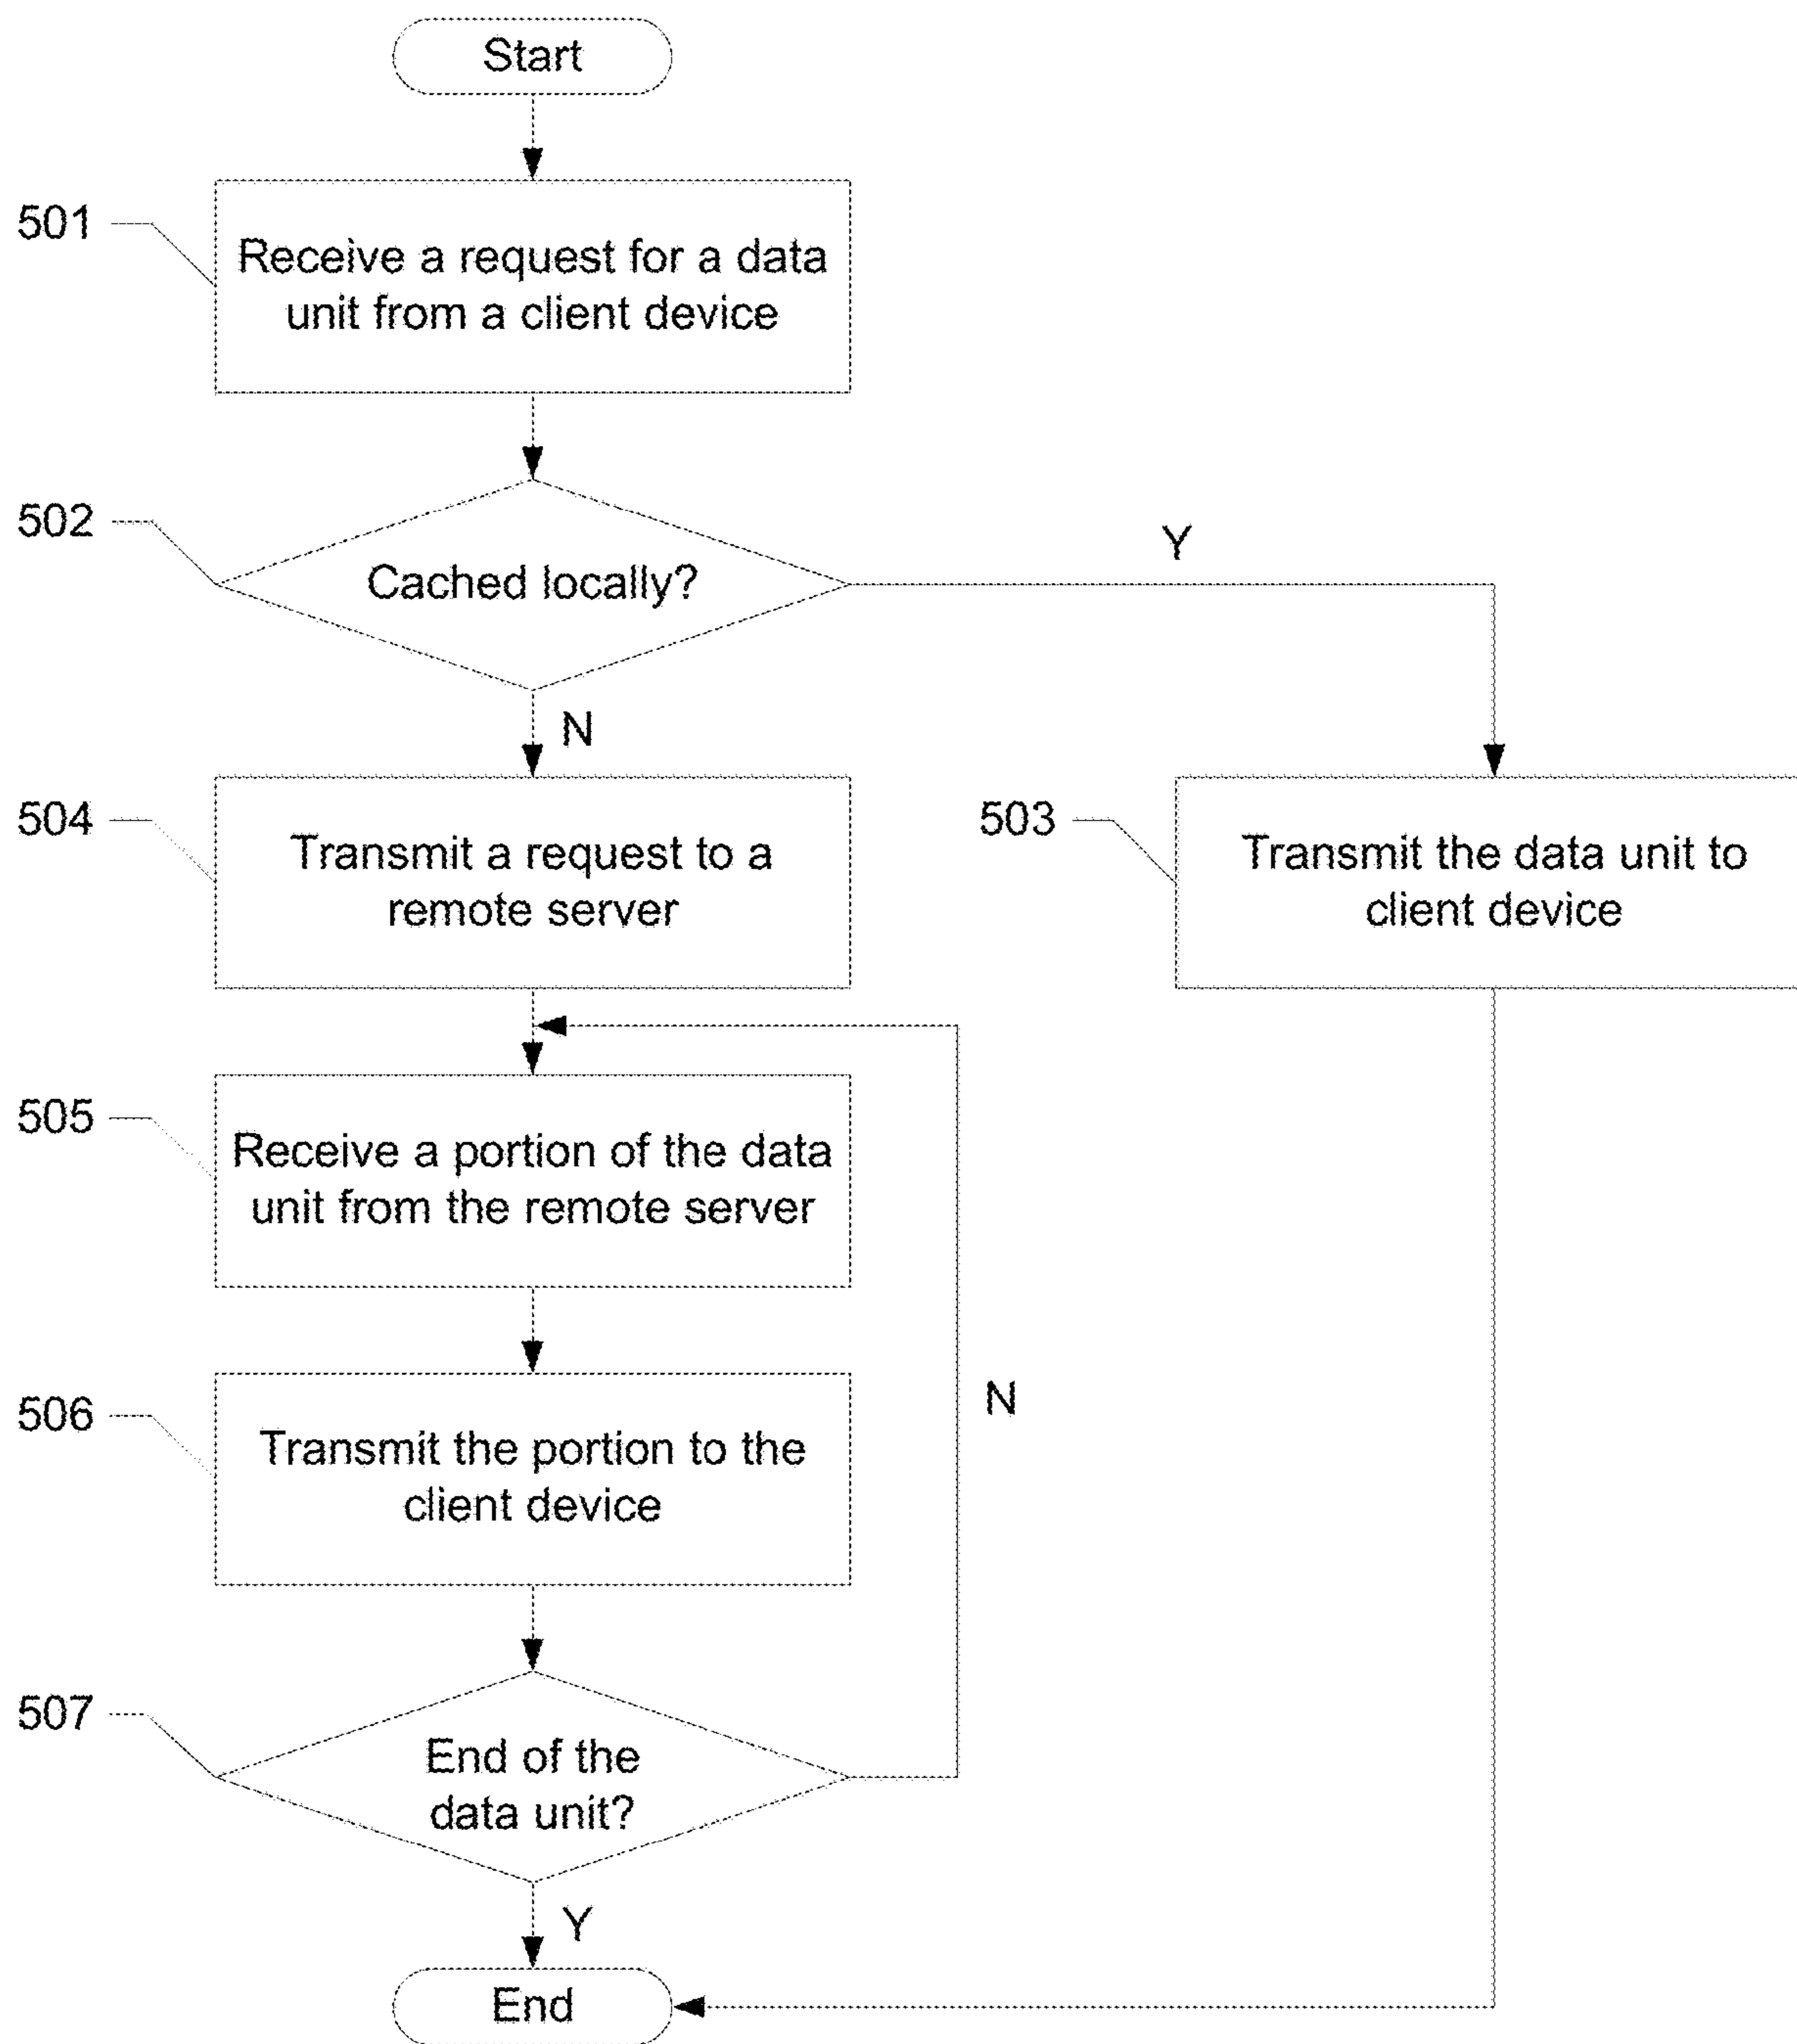 Start
501
Receive a request for a data
unit from a client device
502
Cached locally?
Y
N
504
Transmit a request to a
remote server
503
Transmit the data unit to
client device
505
Receive a portion of the data
unit from the remote server
506
Transmit the portion to the
client device
N
507
End of the
data unit?
Y
End